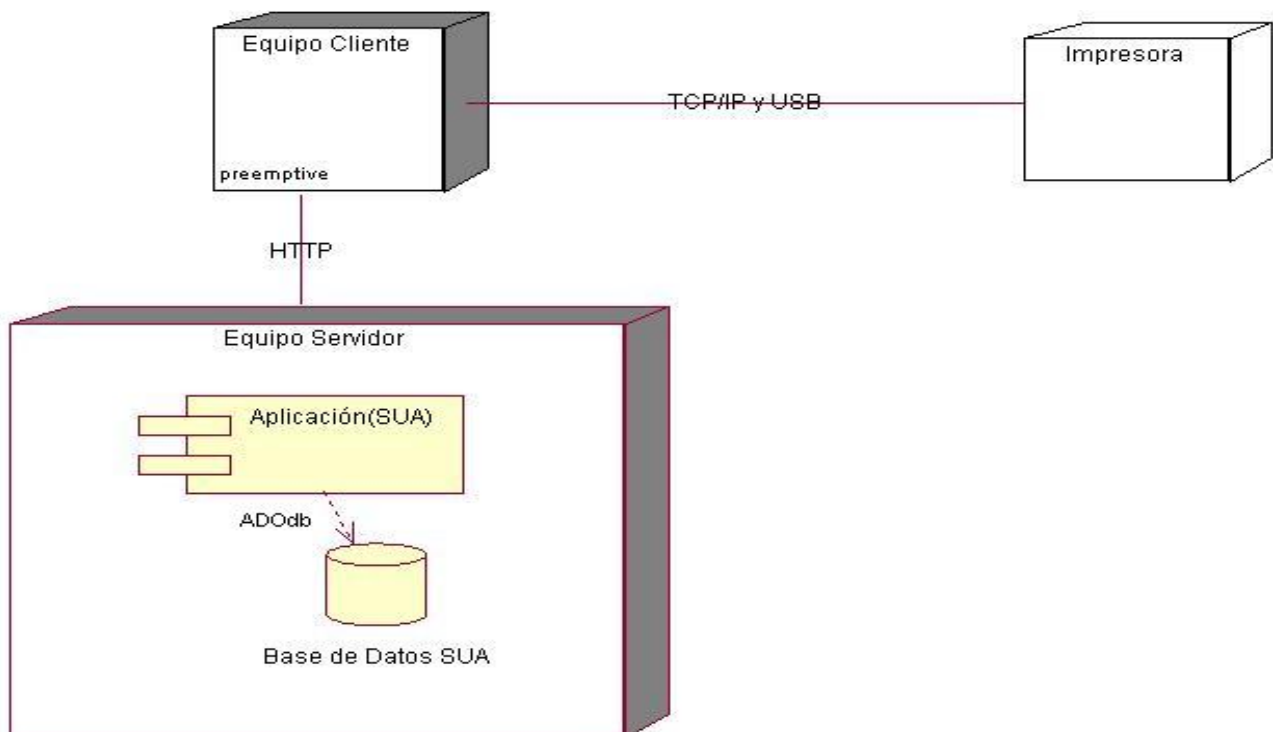 Equipo Cliente
Impresora
TCP/IP y USB
preemptive
HTTP
Equipo Servidor
Aplicación(SUA)
ADOdb
Base de Datos SUA